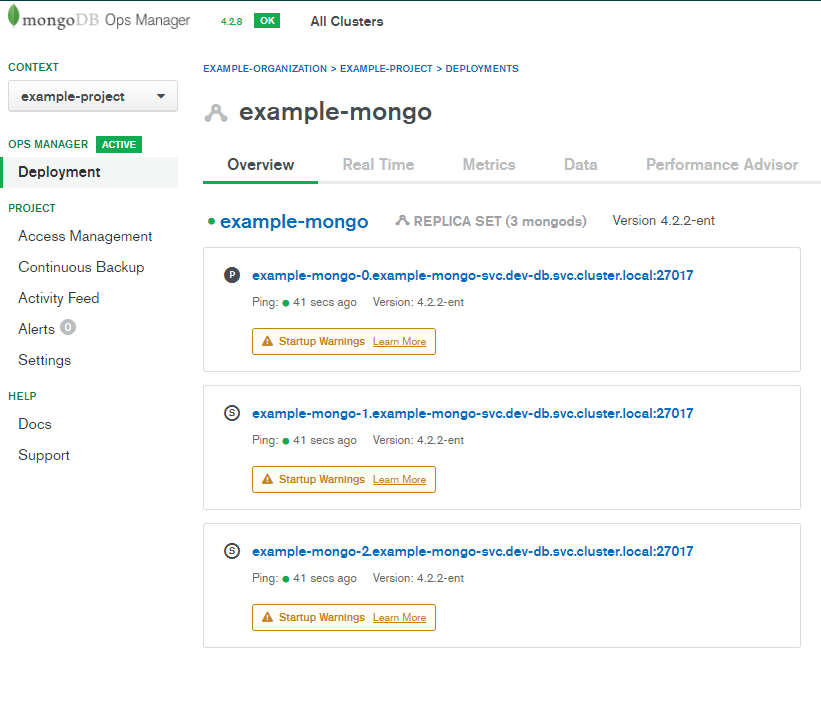 mongoDB Ops Manager 4.2.8 OK All Clusters
CONTEXT
example-project
OPS MANAGER ACTIVE
Deployment
PROJECT
Access Management
Continuous Backup
Activity Feed
Alerts 0
Settings
HELP
Docs
Support
EXAMPLE-ORGANIZATION > EXAMPLE-PROJECT > DEPLOYMENTS
example-mongo
Overview Real Time Metrics Data Performance Advisor
example-mongo REPLICA SET (3 mongods) Version 4.2.2-ent
P example-mongo-0.example-mongo-svc.dev-db.svc.cluster.local:27017
Ping: 41 secs ago Version: 4.2.2-ent
Startup Warnings Learn More
S example-mongo-1.example-mongo-svc.dev-db.svc.cluster.local:27017
Ping: 41 secs ago Version: 4.2.2-ent
Startup Warnings Learn More
S example-mongo-2.example-mongo-svc.dev-db.svc.cluster.local:27017
Ping: 41 secs ago Version: 4.2.2-ent
Startup Warnings Learn More